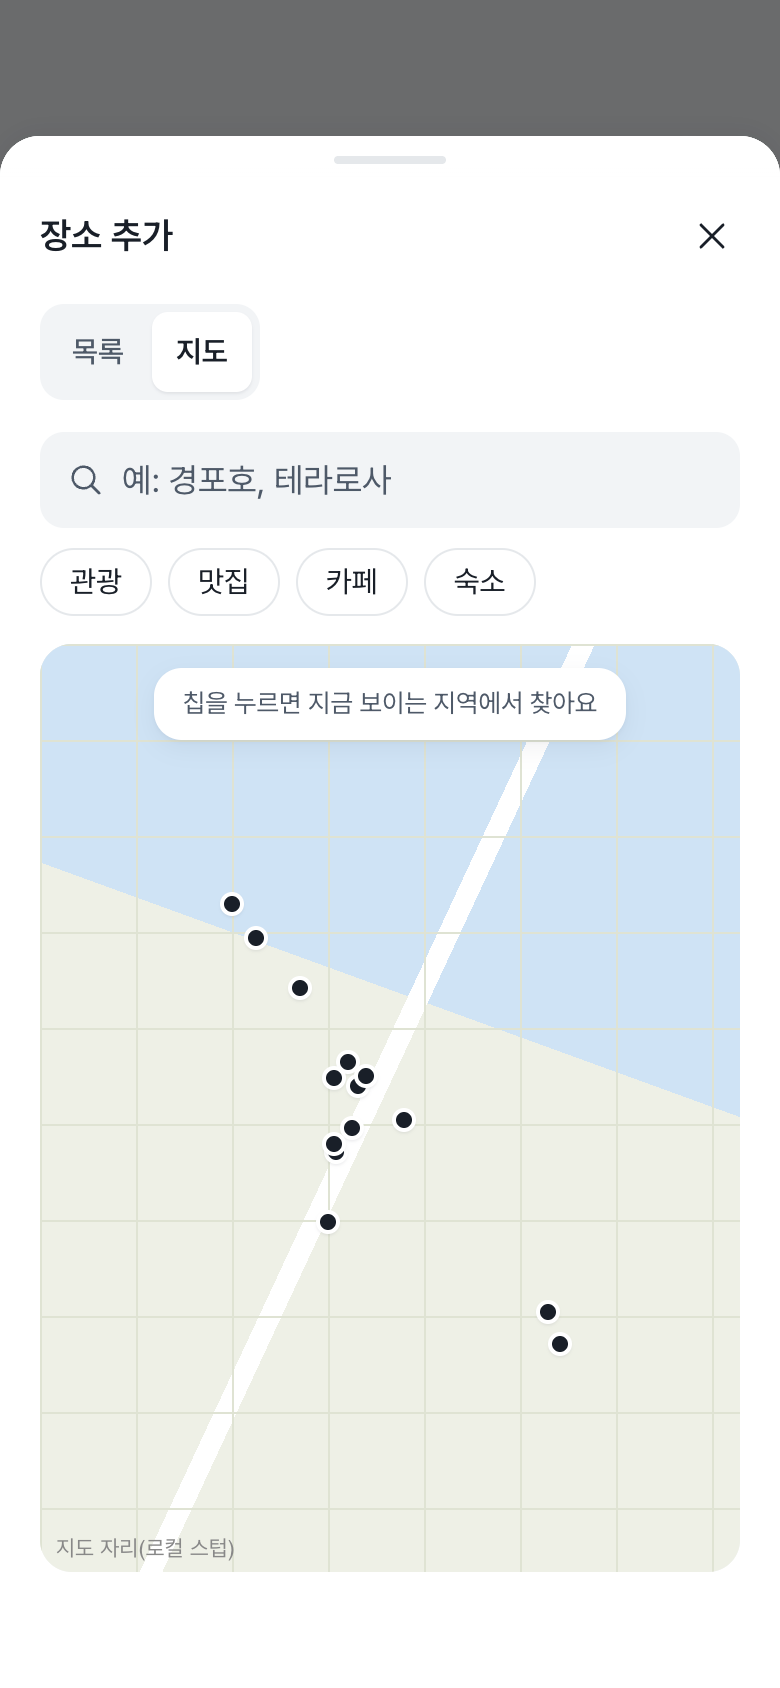 장소 추가
목록
지도
예: 경포호, 테라로사
관광
맛집
카페
숙소
칩을 누르면 지금 보이는 지역에서 찾아요
지도 자리(로컬 스텁)